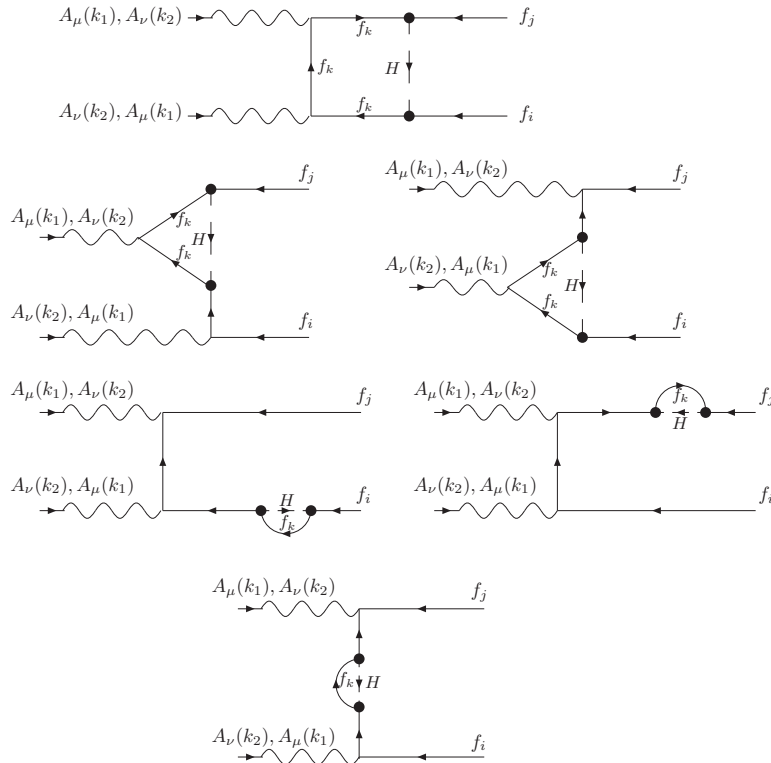 A_μ(k_1), A_ν(k_2)
f_j
f_k
H
f_k
f_k
A_ν(k_2), A_μ(k_1)
f_i
f_j
A_μ(k_1), A_ν(k_2)
f_k
H
f_k
A_ν(k_2), A_μ(k_1)
f_i
A_μ(k_1), A_ν(k_2)
f_j
A_ν(k_2), A_μ(k_1)
f_k
H
f_k
f_i
A_μ(k_1), A_ν(k_2)
f_j
A_ν(k_2), A_μ(k_1)
H
f_k
f_i
A_μ(k_1), A_ν(k_2)
f_k
H
f_j
A_ν(k_2), A_μ(k_1)
f_i
A_μ(k_1), A_ν(k_2)
f_j
f_k
H
A_ν(k_2), A_μ(k_1)
f_i